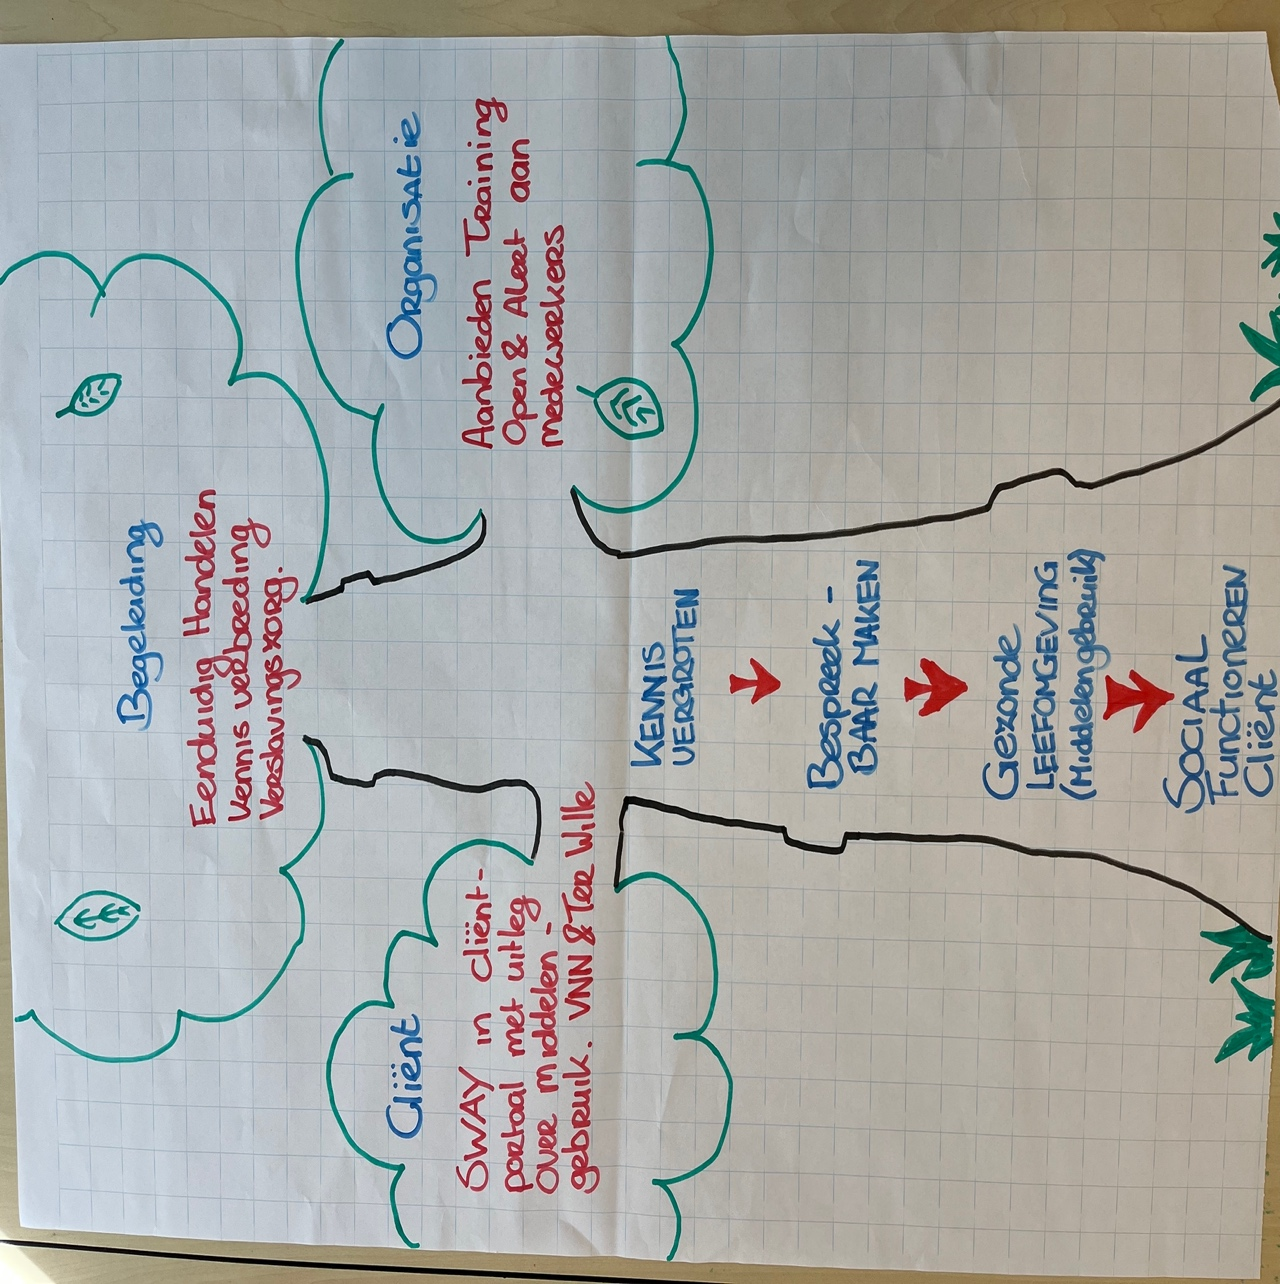 Begeleiding
Eenduidig Handelen
Kennis verbreeding
Verslavingszorg.
Cliënt
SWAY in cliënt-
portaal met uitleg
over middelen-
gebruik. VNN & Ter Wille
Organisatie
Aanbieden Training
Open & Alert aan
medewerkers
KENNIS
VERGROTEN
Bespreek-
BAAR MAKEN
Gezonde
LEEFOMGEVING
(Middelengebruik)
SOCIAAL
Functioneren
Cliënt